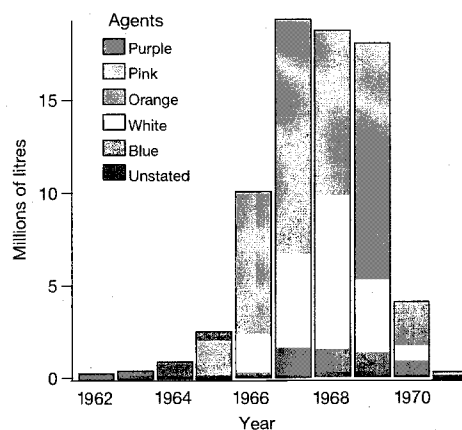 Agents
Purple
Pink
Orange
White
Blue
Unstated
Millions of litres
15
10
5
0
1962
1964
1966
1968
1970
Year